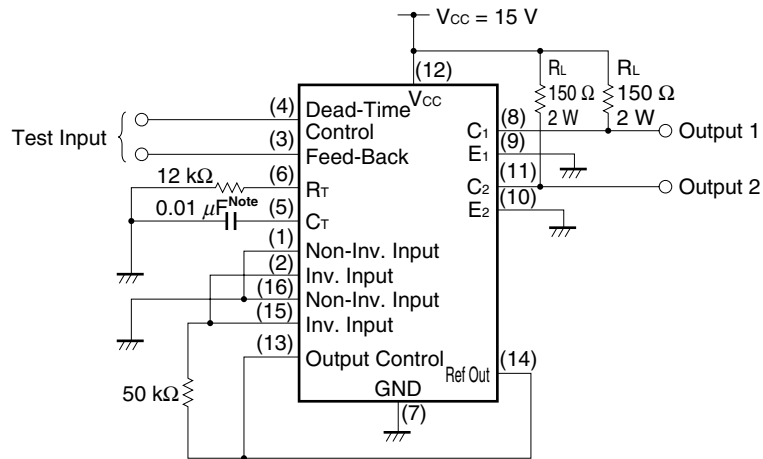 VCC = 15 V
(12)
VCC
RL
150 Ω
2 W
RL
150 Ω
2 W
Test Input
(4)
Dead-Time
Control
(3)
Feed-Back
12 kΩ
(6)
RT
0.01 μF Note
(5)
CT
(1)
Non-Inv. Input
(2)
Inv. Input
(16)
Non-Inv. Input
(15)
Inv. Input
(13)
Output Control
50 kΩ
(8)
C1
Output 1
(9)
E1
(11)
C2
Output 2
(10)
E2
(14)
Ref Out
GND
(7)